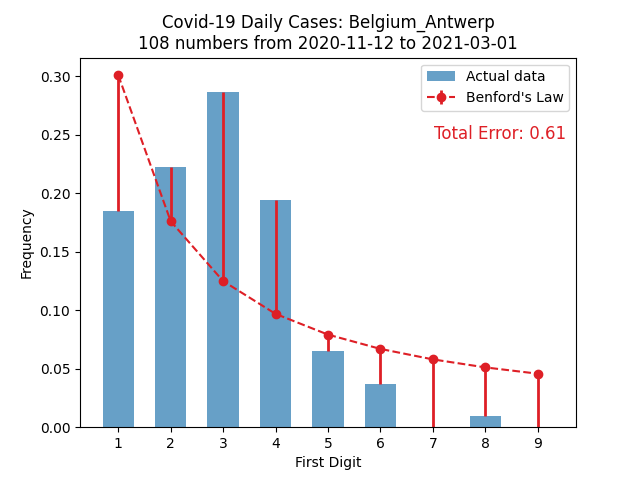 Covid-19 Daily Cases: Belgium_Antwerp
108 numbers from 2020-11-12 to 2021-03-01
Actual data
Benford's Law
Total Error: 0.61
Frequency
0.30
0.25
0.20
0.15
0.10
0.05
0.00
1 2 3 4 5 6 7 8 9
First Digit